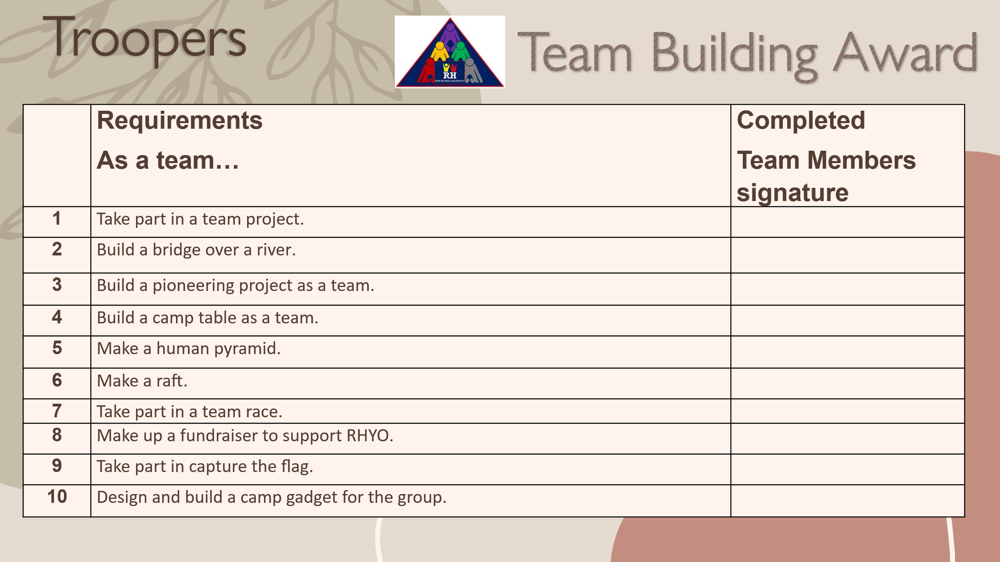 Troopers
RH
YOUTH ORGANISATION
Team Building Award
Requirements
As a team…
Completed
Team Members
signature
1 Take part in a team project.
2 Build a bridge over a river.
3 Build a pioneering project as a team.
4 Build a camp table as a team.
5 Make a human pyramid.
6 Make a raft.
7 Take part in a team race.
8 Make up a fundraiser to support RHYO.
9 Take part in capture the flag.
10 Design and build a camp gadget for the group.